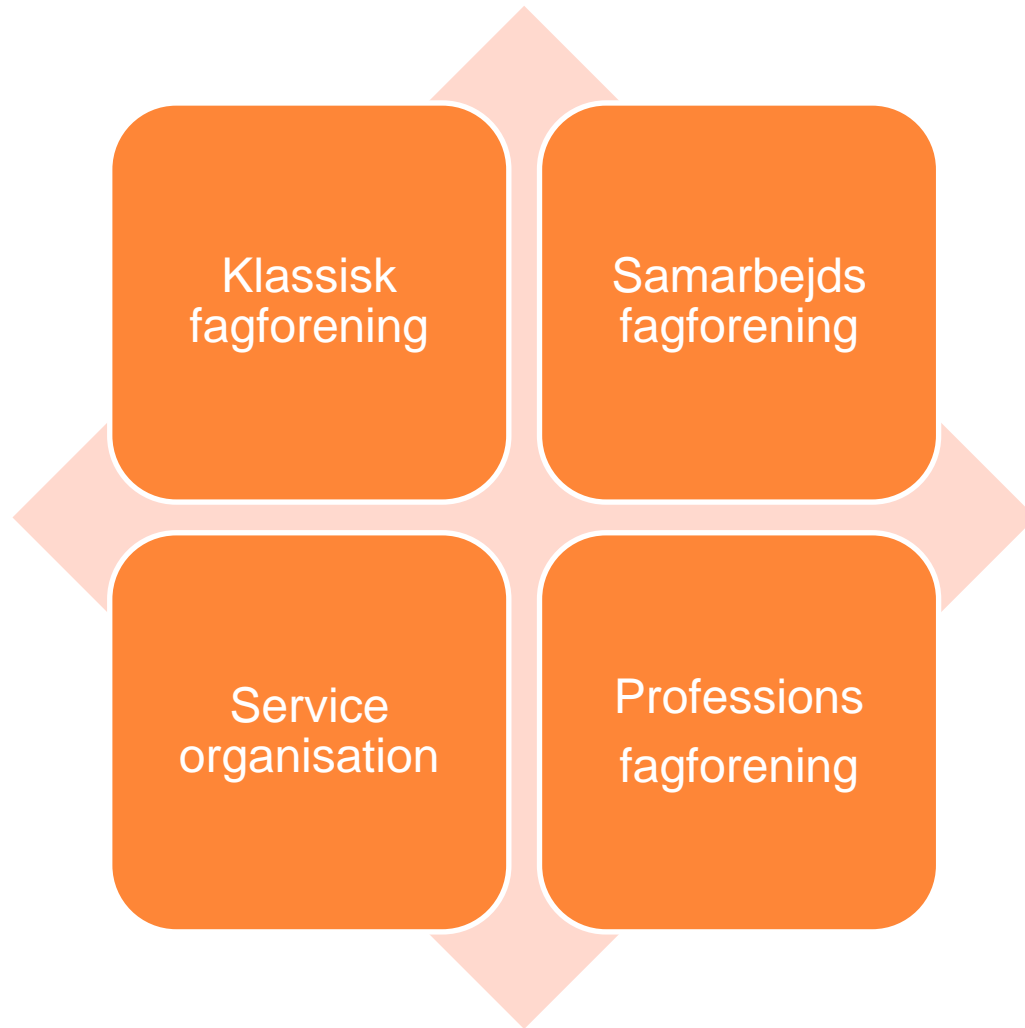 Klassisk
fagforening
Samarbejds
fagforening
Service
organisation
Professions
fagforening